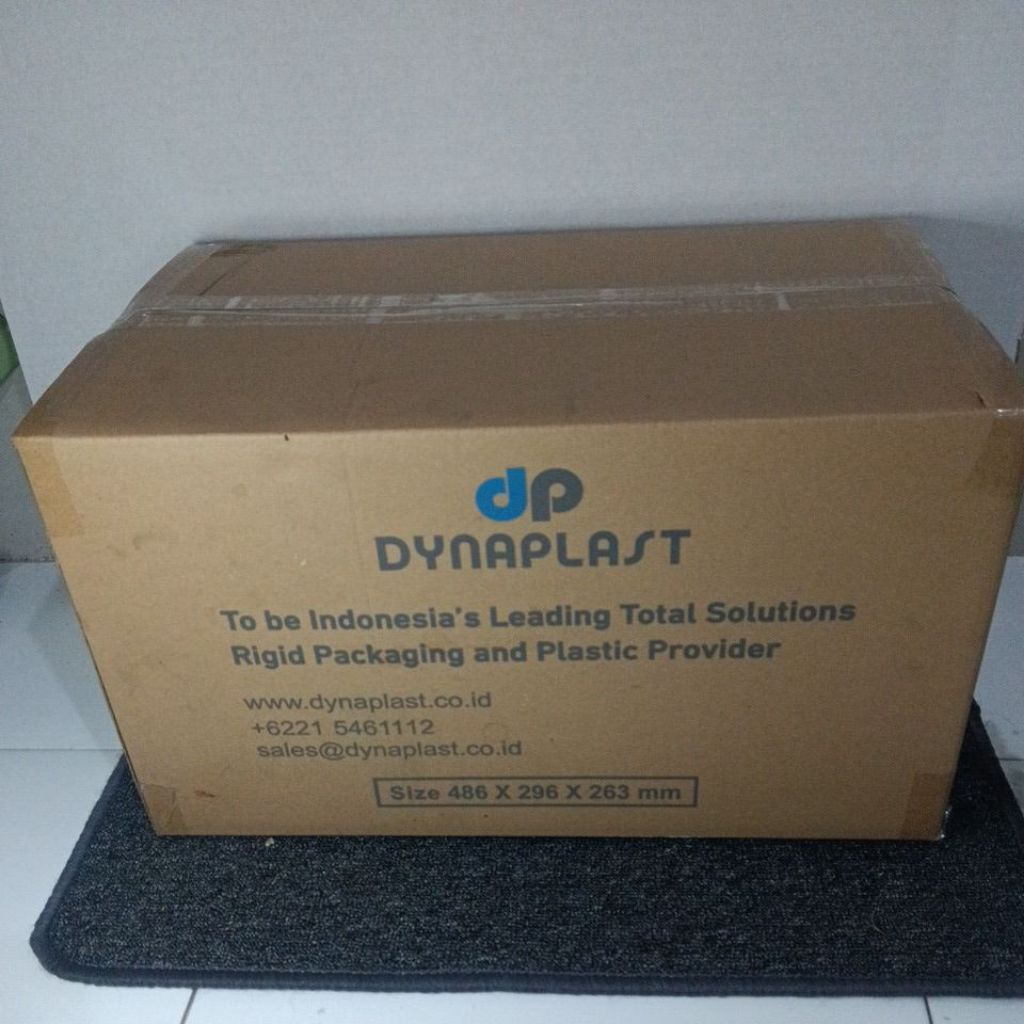 dp
DYNAPLAST
To be Indonesia's Leading Total Solutions
Rigid Packaging and Plastic Provider
www.dynaplast.co.id
+6221 5461112
sales@dynaplast.co.id
Size 486 X 296 X 263 mm